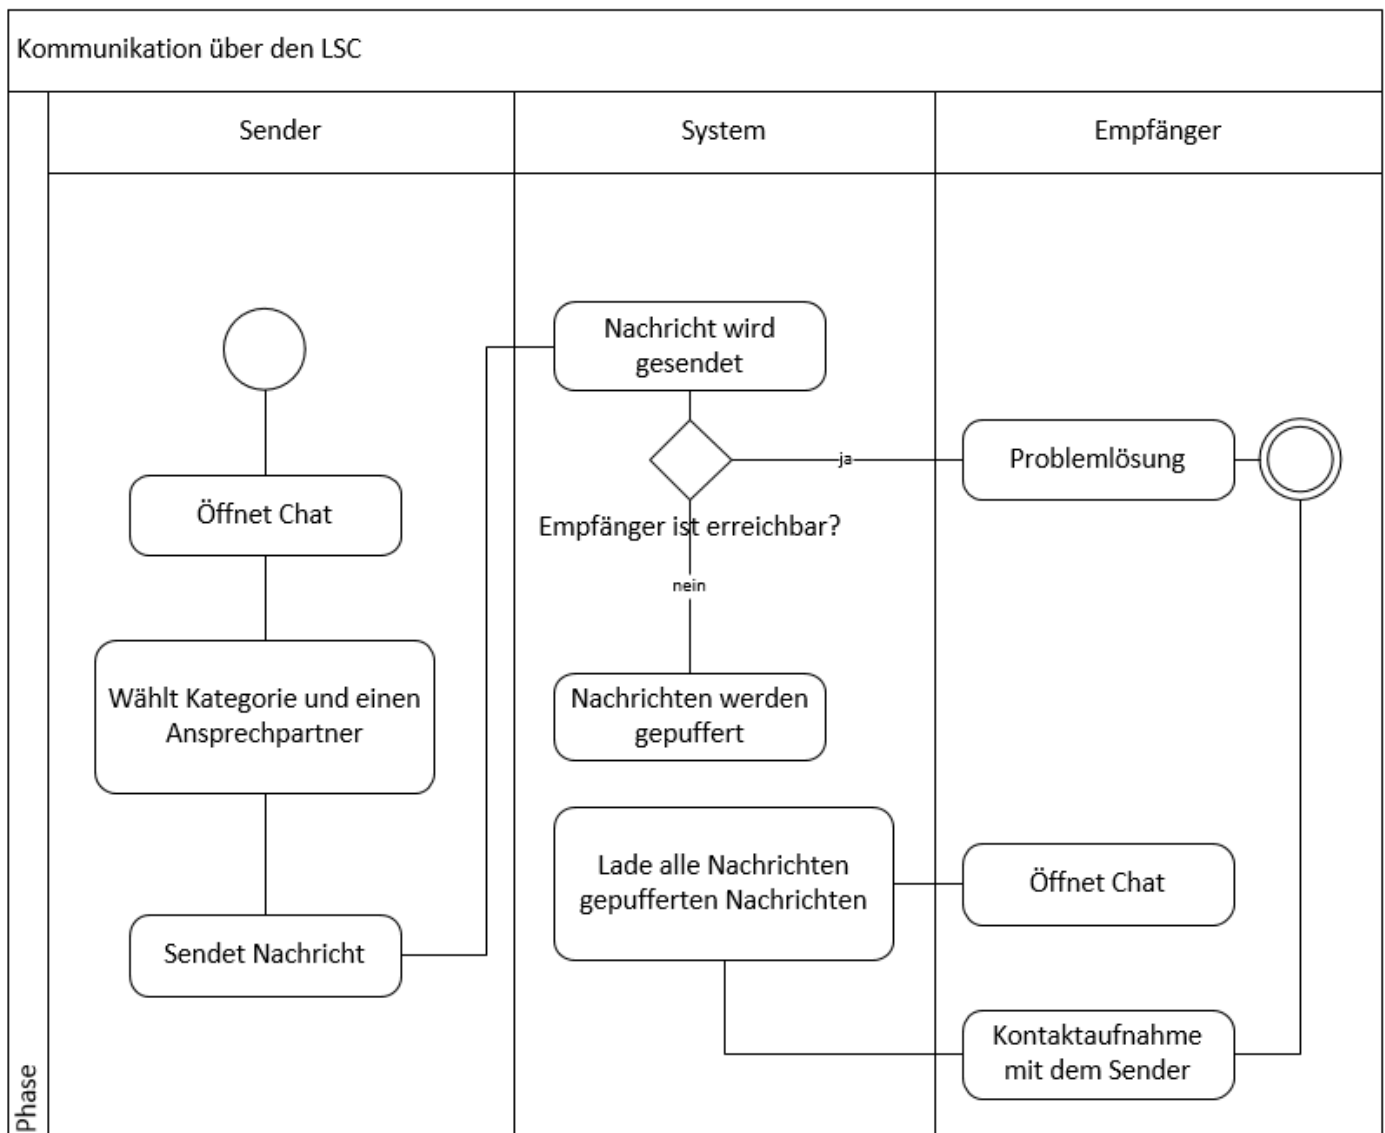 Kommunikation über den LSC
Sender
System
Empfänger
Nachricht wird
gesendet
ja
Problemlösung
Öffnet Chat
Empfänger ist erreichbar?
nein
Wählt Kategorie und einen
Ansprechpartner
Nachrichten werden
gepuffert
Lade alle Nachrichten
gepufferten Nachrichten
Öffnet Chat
Sendet Nachricht
Kontaktaufnahme
mit dem Sender
Phase